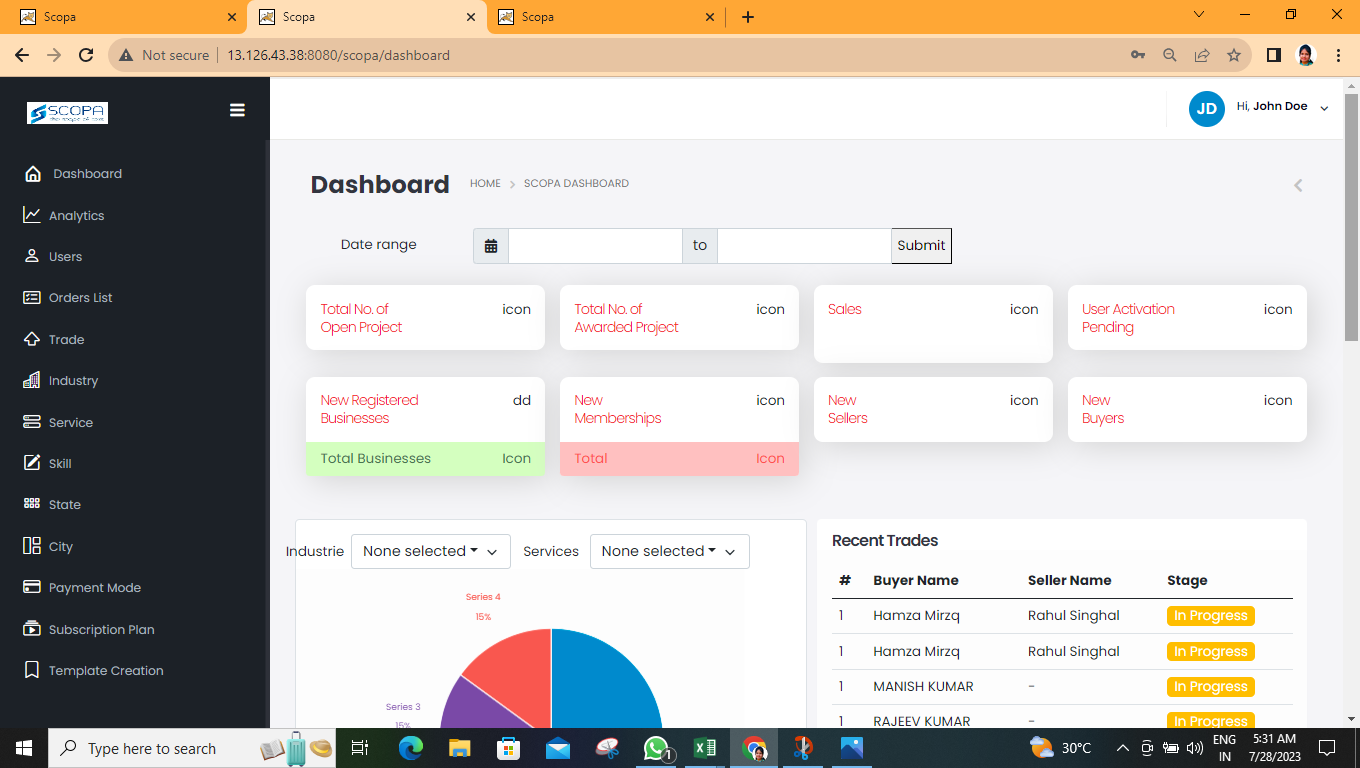 Scopa
Scopa
Scopa
Not secure
13.126.43.38:8080/scopa/dashboard
SCOPA
JD
Hi, John Doe
Dashboard
Analytics
Users
Orders List
Trade
Industry
Service
Skill
State
City
Payment Mode
Subscription Plan
Template Creation
Dashboard
HOME
SCOPA DASHBOARD
Date range
to
Submit
Total No. of
Open Project
icon
Total No. of
Awarded Project
icon
Sales
icon
User Activation
Pending
icon
New Registered
Businesses
dd
Total Businesses
Icon
New
Memberships
icon
Total
Icon
New
Sellers
icon
New
Buyers
icon
Industrie
None selected
Services
None selected
Series 4
15%
Series 3
15%
Recent Trades
# Buyer Name Seller Name Stage
1 Hamza Mirzq Rahul Singhal In Progress
1 Hamza Mirzq Rahul Singhal In Progress
1 MANISH KUMAR - In Progress
1 RAJEEV KUMAR - In Progress
Type here to search
1
30°C
ENG
IN
5:31 AM
7/28/2023